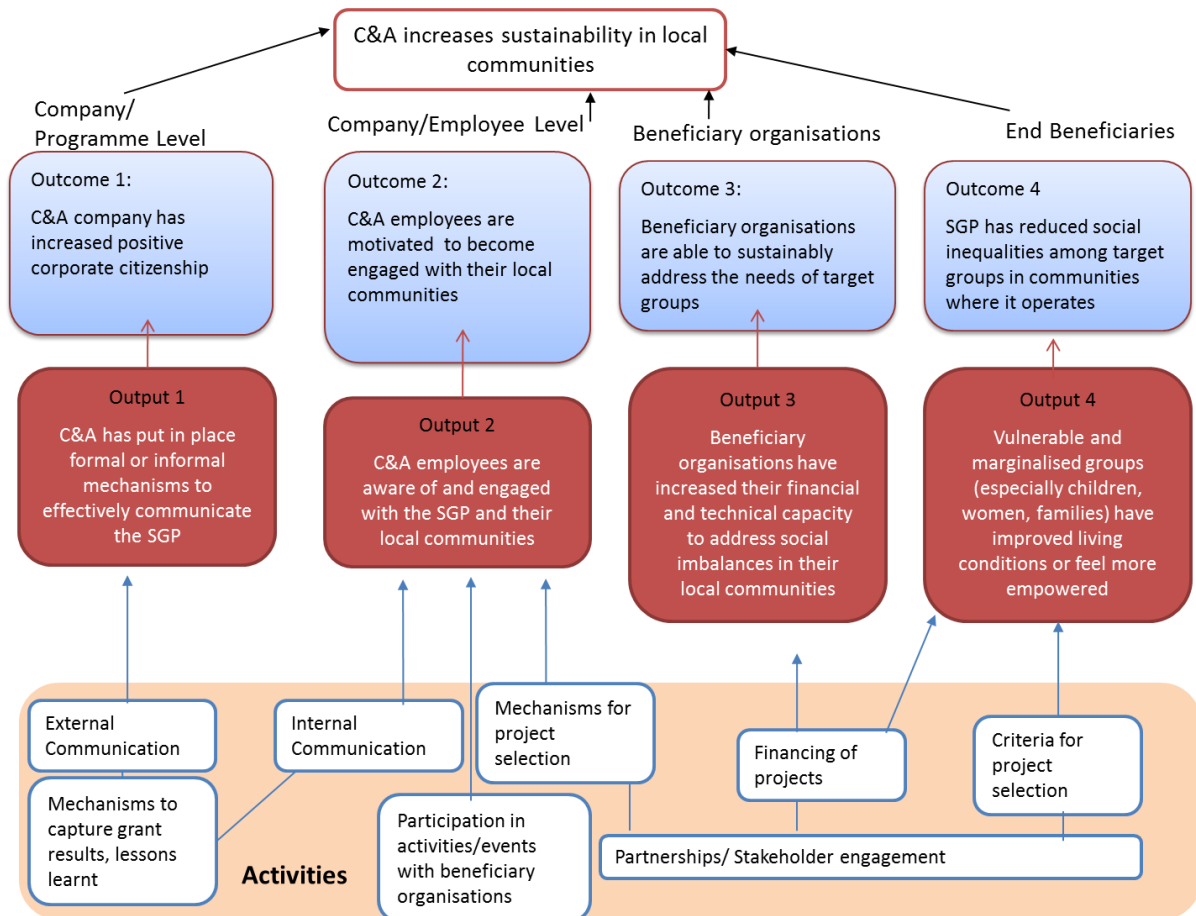 C&A increases sustainability in local
communities
Company/
Programme Level
Company/Employee Level
Beneficiary organisations
End Beneficiaries
Outcome 1:
C&A company has
increased positive
corporate citizenship
Outcome 2:
C&A employees are
motivated to become
engaged with their local
communities
Outcome 3:
Beneficiary organisations
are able to sustainably
address the needs of target
groups
Outcome 4
SGP has reduced social
inequalities among target
groups in communities
where it operates
Output 1
C&A has put in place
formal or informal
mechanisms to
effectively communicate
the SGP
Output 2
C&A employees are
aware of and engaged
with the SGP and their
local communities
Output 3
Beneficiary
organisations have
increased their financial
and technical capacity
to address social
imbalances in their
local communities
Output 4
Vulnerable and
marginalised groups
(especially children,
women, families) have
improved living
conditions or feel more
empowered
External
Communication
Internal
Communication
Mechanisms for
project
selection
Financing of
projects
Criteria for
project
selection
Mechanisms to
capture grant
results, lessons
learnt
Participation in
activities/events
with beneficiary
organisations
Partnerships/ Stakeholder engagement
Activities